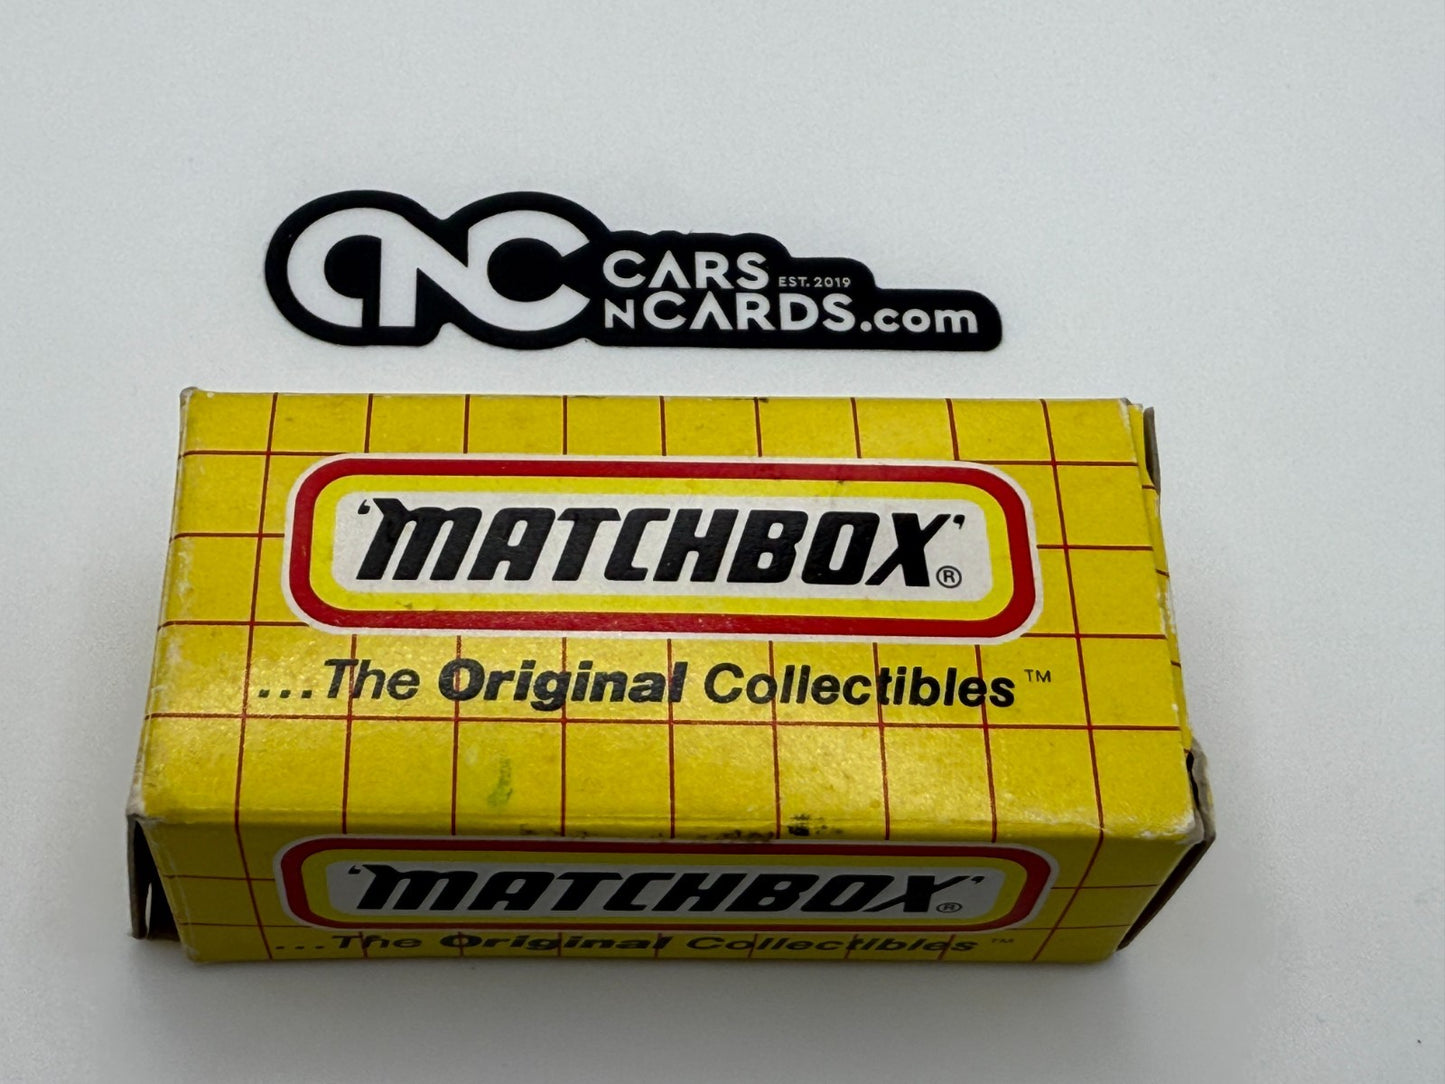 CNC CARS
EST. 2019
NCARDS.com
'MATCHBOX'®
...The Original Collectibles™
'MATCHBOX'®
...The Original Collectibles™